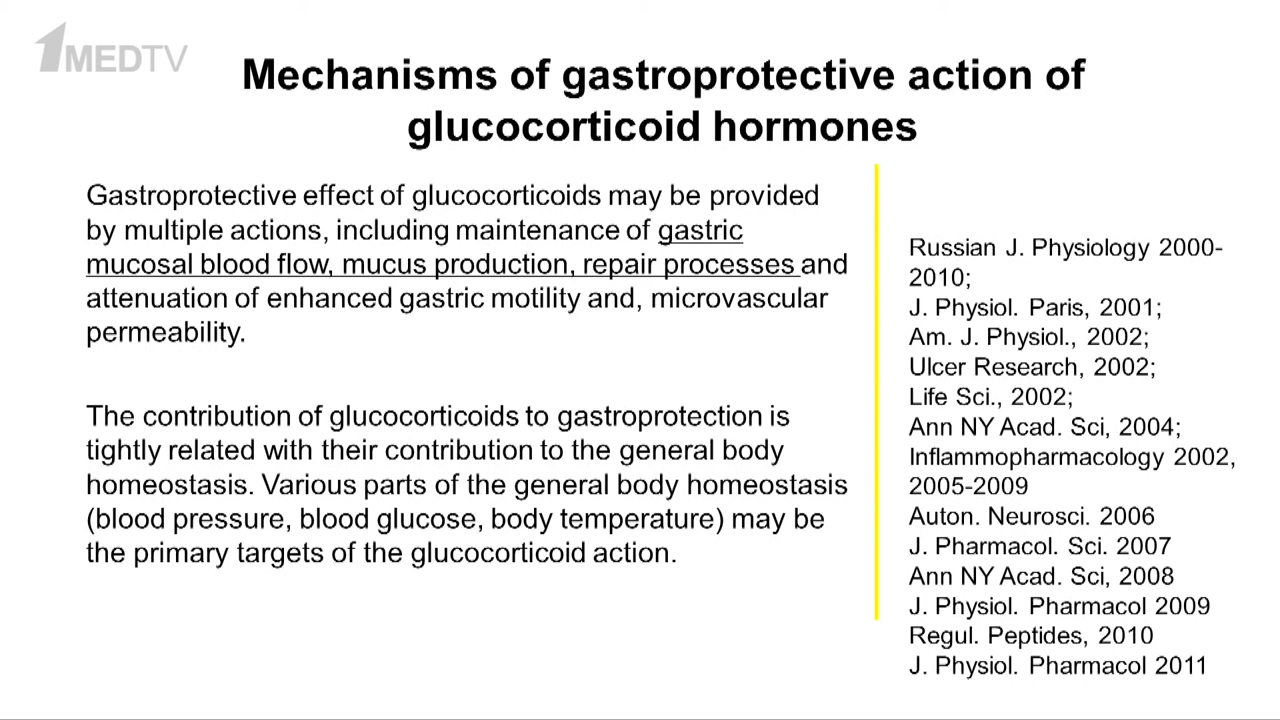 1MEDTV
Mechanisms of gastroprotective action of
glucocorticoid hormones
Gastroprotective effect of glucocorticoids may be provided
by multiple actions, including maintenance of gastric
mucosal blood flow, mucus production, repair processes and
attenuation of enhanced gastric motility and, microvascular
permeability.
The contribution of glucocorticoids to gastroprotection is
tightly related with their contribution to the general body
homeostasis. Various parts of the general body homeostasis
(blood pressure, blood glucose, body temperature) may be
the primary targets of the glucocorticoid action.
Russian J. Physiology 2000-
2010;
J. Physiol. Paris, 2001;
Am. J. Physiol., 2002;
Ulcer Research, 2002;
Life Sci., 2002;
Ann NY Acad. Sci, 2004;
Inflammopharmacology 2002,
2005-2009
Auton. Neurosci. 2006
J. Pharmacol. Sci. 2007
Ann NY Acad. Sci, 2008
J. Physiol. Pharmacol 2009
Regul. Peptides, 2010
J. Physiol. Pharmacol 2011